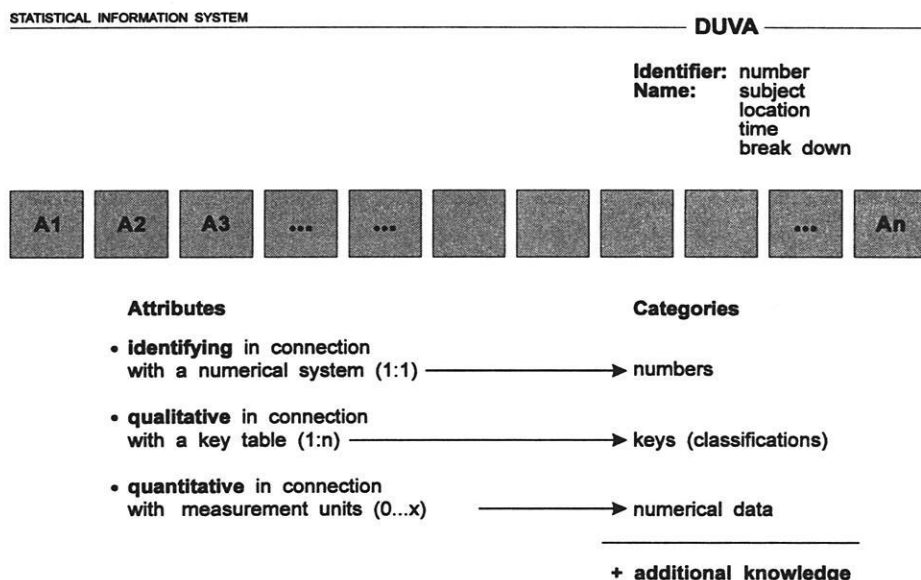 STATISTICAL INFORMATION SYSTEM
DUVA
Identifier: number
Name: subject
location
time
break down
A1 A2 A3 ... ... ... An
Attributes Categories
• identifying in connection
with a numerical system (1:1) numbers
• qualitative in connection
with a key table (1:n) keys (classifications)
• quantitative in connection
with measurement units (0...x) numerical data
+ additional knowledge